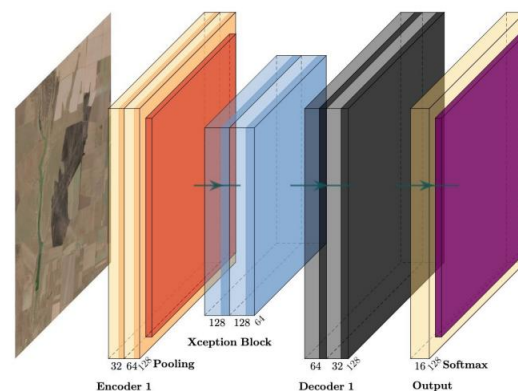 32 64 128 Pooling
Encoder 1
128 128 64
Xception Block
64 32 128
Decoder 1
16 128 Softmax
Output